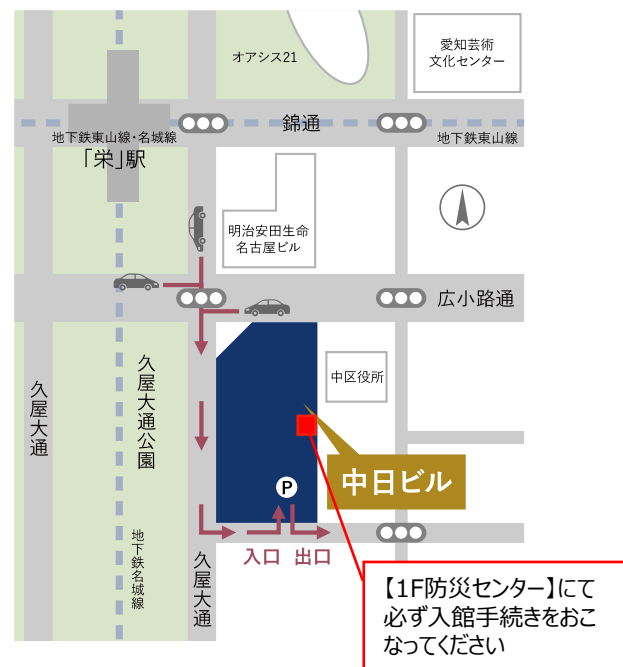 オアシス21
愛知芸術
文化センター
錦通
地下鉄東山線・名城線
「栄」駅
地下鉄東山線
明治安田生命
名古屋ビル
広小路通
久屋大通
久屋大通公園
中区役所
中日ビル
P
地下鉄名城線
久屋大通
入口
出口
【1F防災センター】にて
必ず入館手続きをおこ
なってください